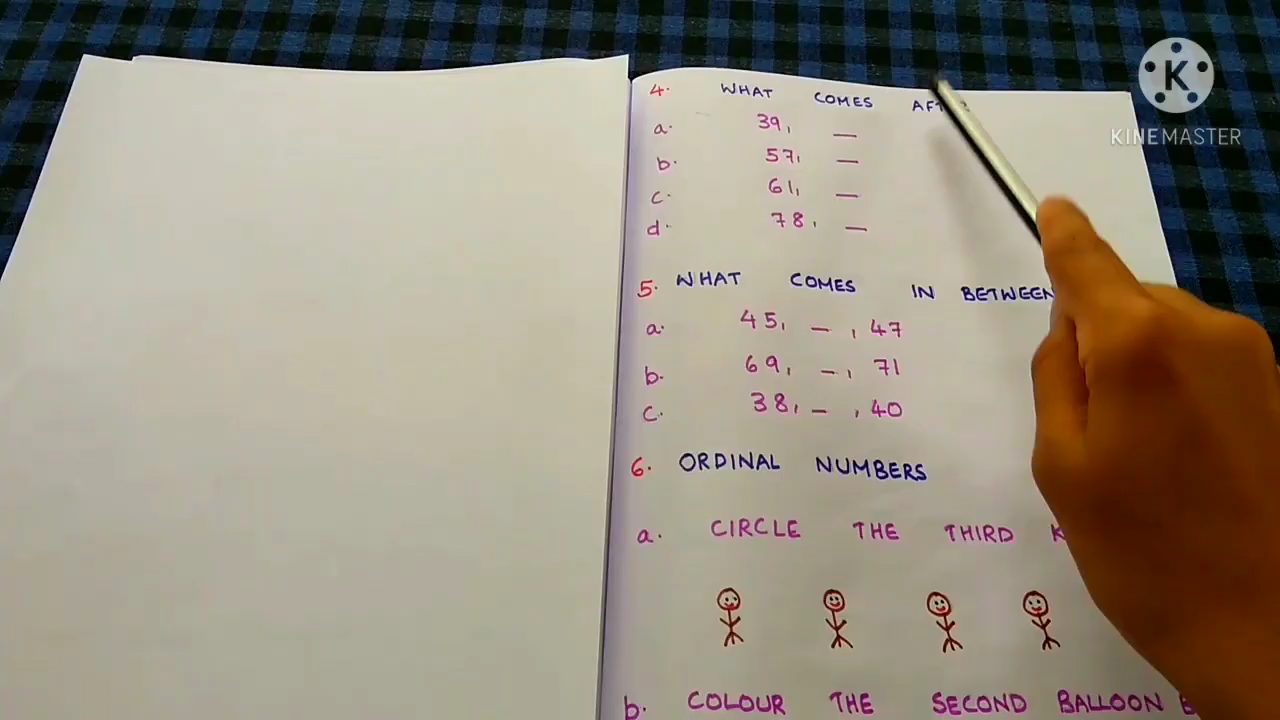 4. WHAT COMES
a. 39, _
b. 57, _
c. 61, _
d. 78, _
5. WHAT COMES IN BETWEEN
a. 45, _ , 47
b. 69, _ , 71
c. 38, _ , 40
6. ORDINAL NUMBERS
a. CIRCLE THE THIRD
b. COLOUR THE SECOND BALLOON
K
KINEMASTER